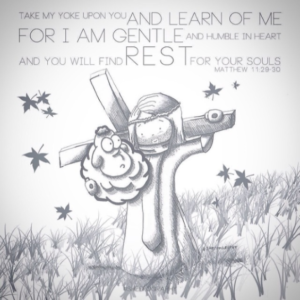 TAKE MY YOKE UPON YOU AND LEARN OF ME
FOR I AM GENTLE AND HUMBLE IN HEART
AND YOU WILL FIND REST FOR YOUR SOULS
MATTHEW 11:29-30